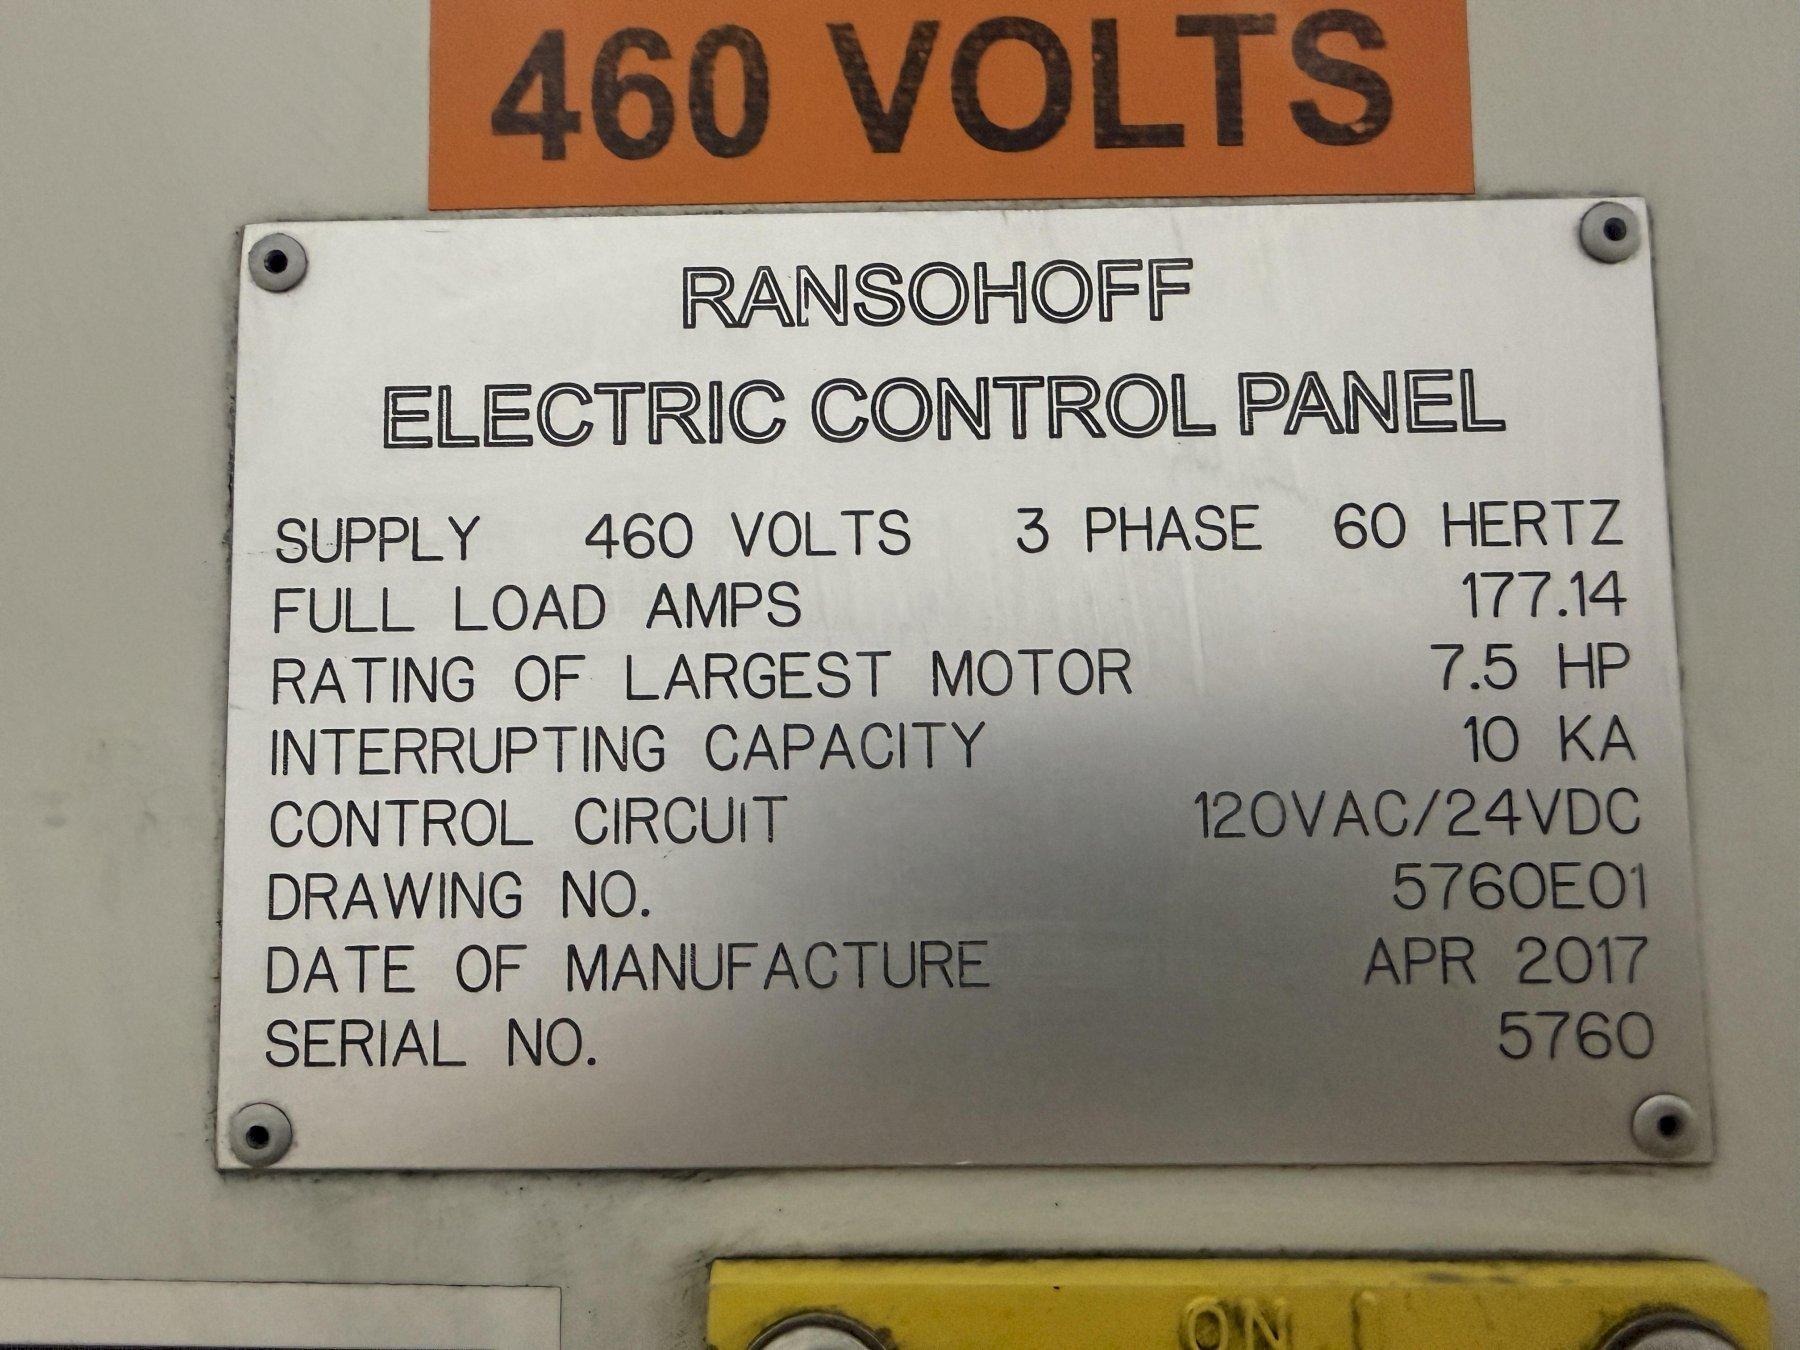 460 VOLTS
RANSOHOFF
ELECTRIC CONTROL PANEL
SUPPLY 460 VOLTS 3 PHASE 60 HERTZ
FULL LOAD AMPS 177.14
RATING OF LARGEST MOTOR 7.5 HP
INTERRUPTING CAPACITY 10 KA
CONTROL CIRCUIT 120VAC/24VDC
DRAWING NO. 5760E01
DATE OF MANUFACTURE APR 2017
SERIAL NO. 5760
ON